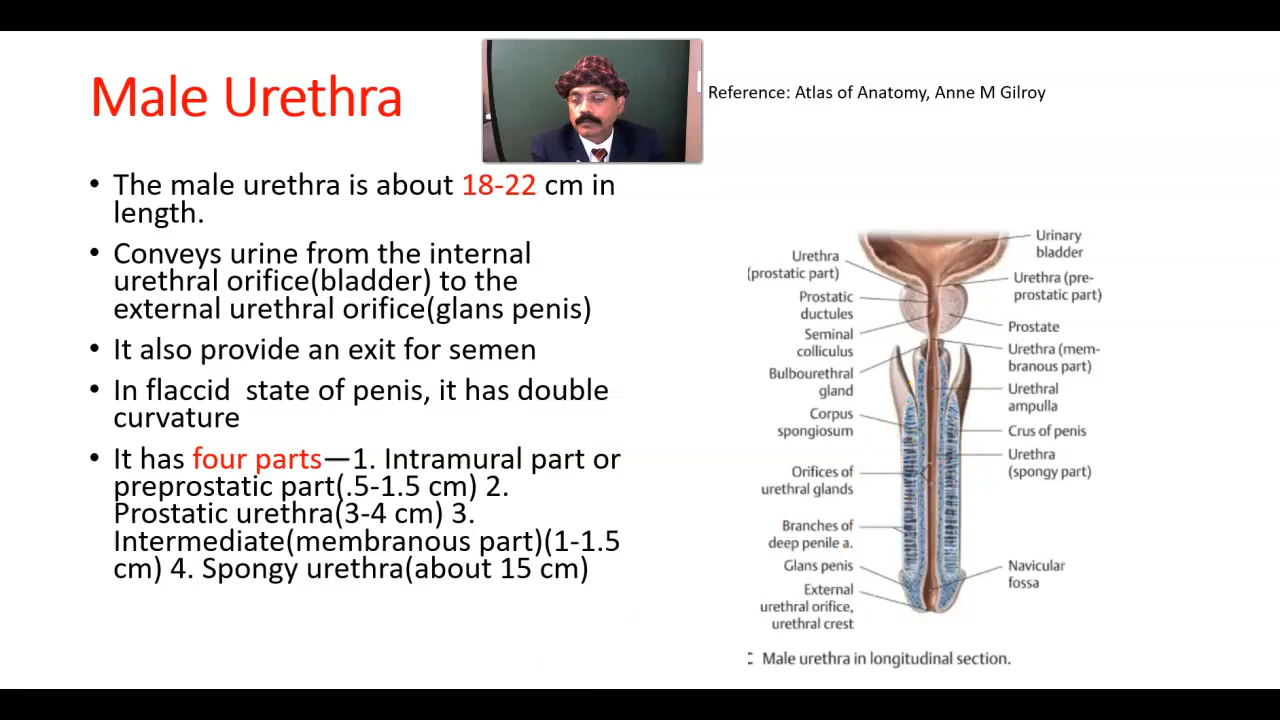 Male Urethra
Reference: Atlas of Anatomy, Anne M Gilroy
• The male urethra is about 18-22 cm in
length.
• Conveys urine from the internal
urethral orifice(bladder) to the
external urethral orifice(glans penis)
• It also provide an exit for semen
• In flaccid state of penis, it has double
curvature
• It has four parts—1. Intramural part or
preprostatic part(.5-1.5 cm) 2.
Prostatic urethra(3-4 cm) 3.
Intermediate(membranous part)(1-1.5
cm) 4. Spongy urethra(about 15 cm)
Urethra
(prostatic part)
Prostatic
ductules
Seminal
colliculus
Bulbourethral
gland
Corpus
spongiosum
Orifices of
urethral glands
Branches of
deep penile a.
Glans penis
External
urethral orifice,
urethral crest
Urinary
bladder
Urethra (pre-
prostatic part)
Prostate
Urethra (mem-
branous part)
Urethral
ampulla
Crus of penis
Urethra
(spongy part)
Navicular
fossa
Male urethra in longitudinal section.